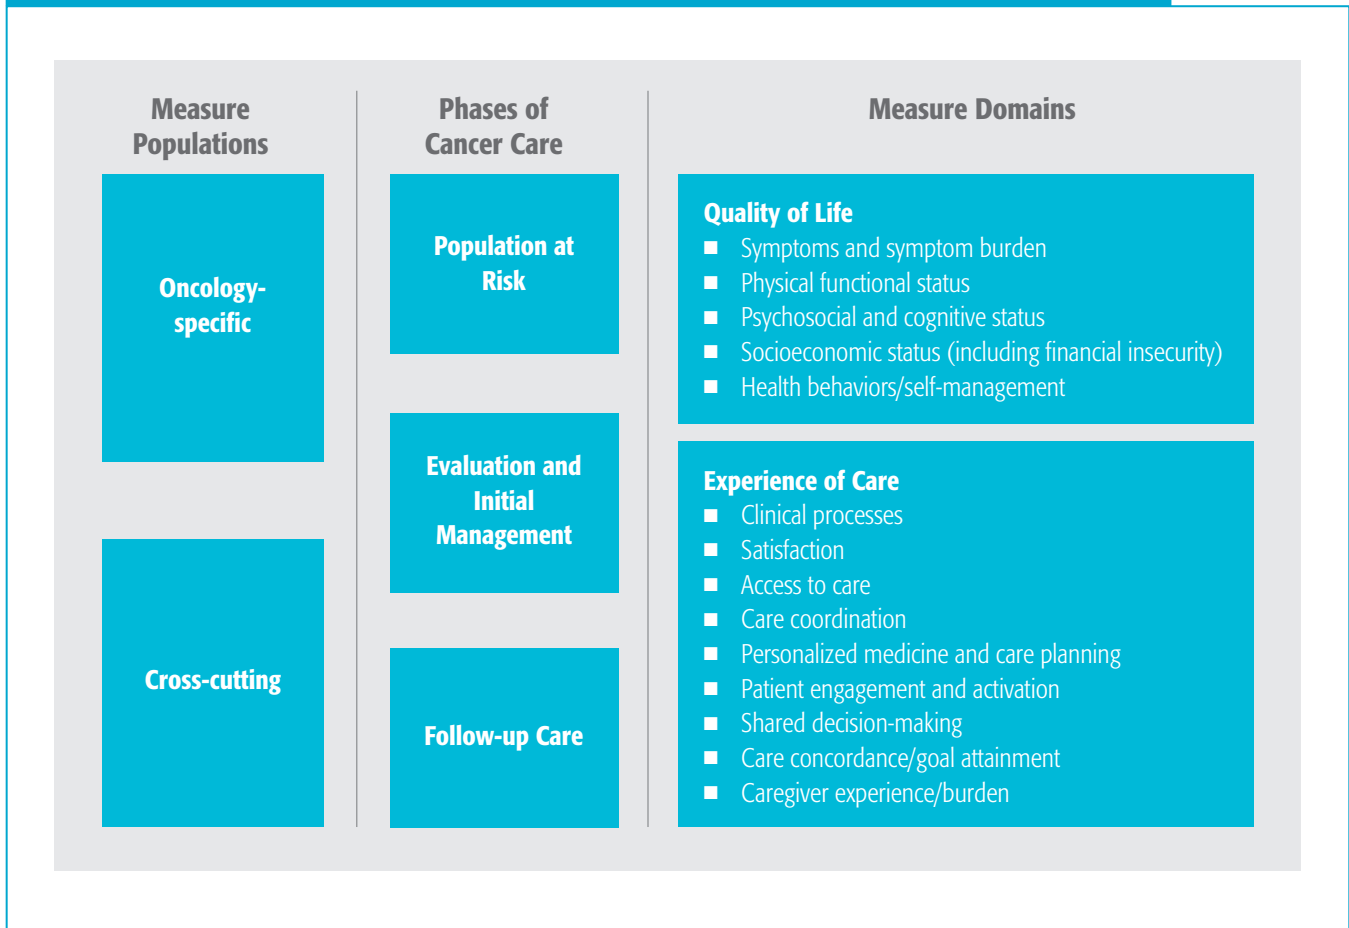 Measure
Populations
Oncology-
specific
Cross-cutting
Phases of
Cancer Care
Population at
Risk
Evaluation and
Initial
Management
Follow-up Care
Measure Domains
Quality of Life
Symptoms and symptom burden
Physical functional status
Psychosocial and cognitive status
Socioeconomic status (including financial insecurity)
Health behaviors/self-management
Experience of Care
Clinical processes
Satisfaction
Access to care
Care coordination
Personalized medicine and care planning
Patient engagement and activation
Shared decision-making
Care concordance/goal attainment
Caregiver experience/burden